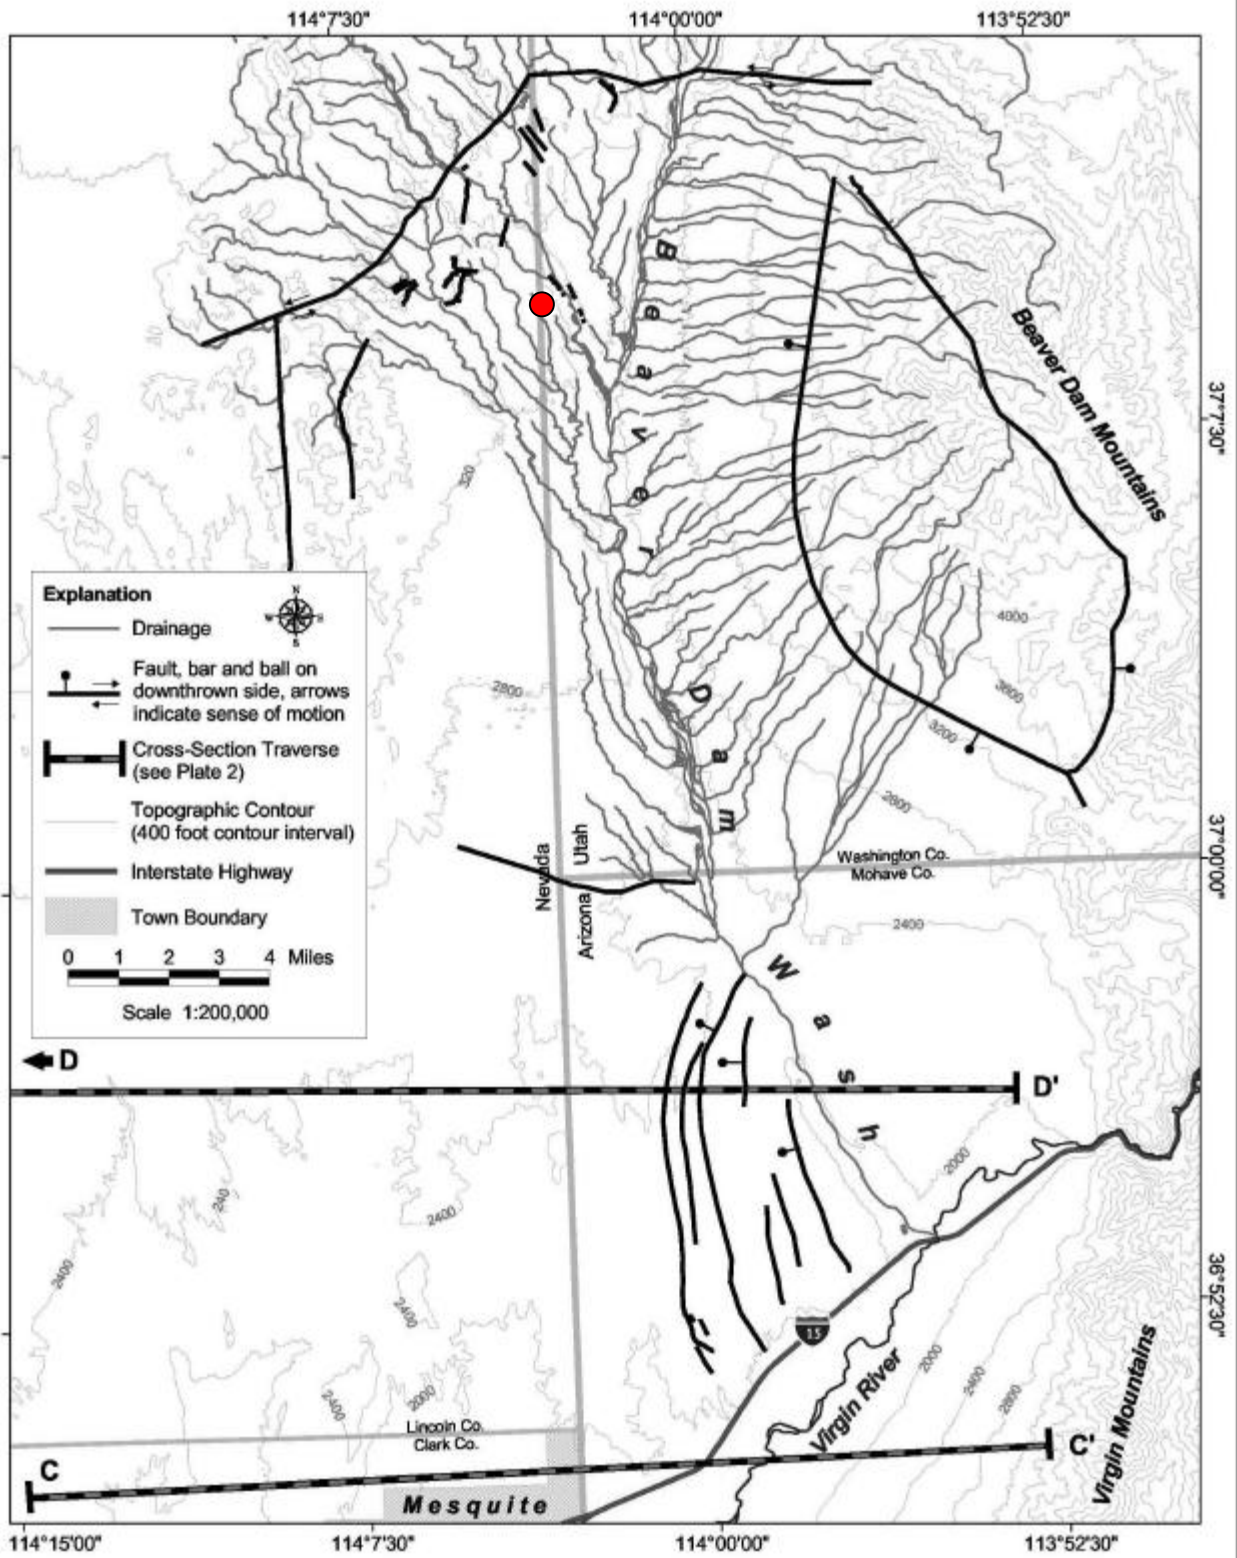 114°7'30"
114°00'00"
113°52'30"
B e a v e r D a m W a s h
Beaver Dam Mountains
37°7'30"
320
Explanation
N
S
Drainage
Fault, bar and ball on
downthrown side, arrows
indicate sense of motion
Cross-Section Traverse
(see Plate 2)
Topographic Contour
(400 foot contour interval)
Interstate Highway
Town Boundary
0 1 2 3 4 Miles
Scale 1:200,000
2800
4000
3600
3200
2800
Nevada
Utah
Arizona
Washington Co.
Mohave Co.
37°00'00"
2400
D
D'
2000
240
2400
2400
2400
36°52'30"
15
Virgin River
2000
2400
2800
Virgin Mountains
2400
2000
Lincoln Co.
Clark Co.
C
C'
Mesquite
114°15'00"
114°7'30"
114°00'00"
113°52'30"